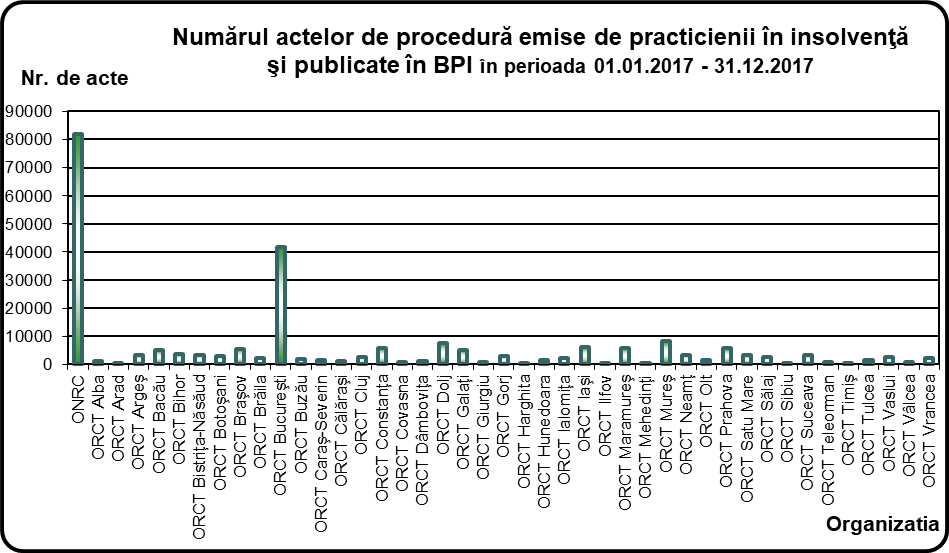 Numărul actelor de procedură emise de practicienii în insolvenţă
şi publicate în BPI în perioada 01.01.2017 - 31.12.2017
Nr. de acte
90000
80000
70000
60000
50000
40000
30000
20000
10000
0
ONRC
ORCT Alba
ORCT Arad
ORCT Argeş
ORCT Bacău
ORCT Bihor
ORCT Bistriţa-Năsăud
ORCT Botoşani
ORCT Braşov
ORCT Brăila
ORCT Bucureşti
ORCT Buzău
ORCT Caraş-Severin
ORCT Călăraşi
ORCT Cluj
ORCT Constanţa
ORCT Covasna
ORCT Dâmboviţa
ORCT Dolj
ORCT Galaţi
ORCT Giurgiu
ORCT Gorj
ORCT Harghita
ORCT Hunedoara
ORCT Ialomiţa
ORCT Iaşi
ORCT Ilfov
ORCT Maramureş
ORCT Mehedinţi
ORCT Mureş
ORCT Neamţ
ORCT Olt
ORCT Prahova
ORCT Satu Mare
ORCT Sălaj
ORCT Sibiu
ORCT Suceava
ORCT Teleorman
ORCT Timiş
ORCT Tulcea
ORCT Vaslui
ORCT Vâlcea
ORCT Vrancea
Organizatia